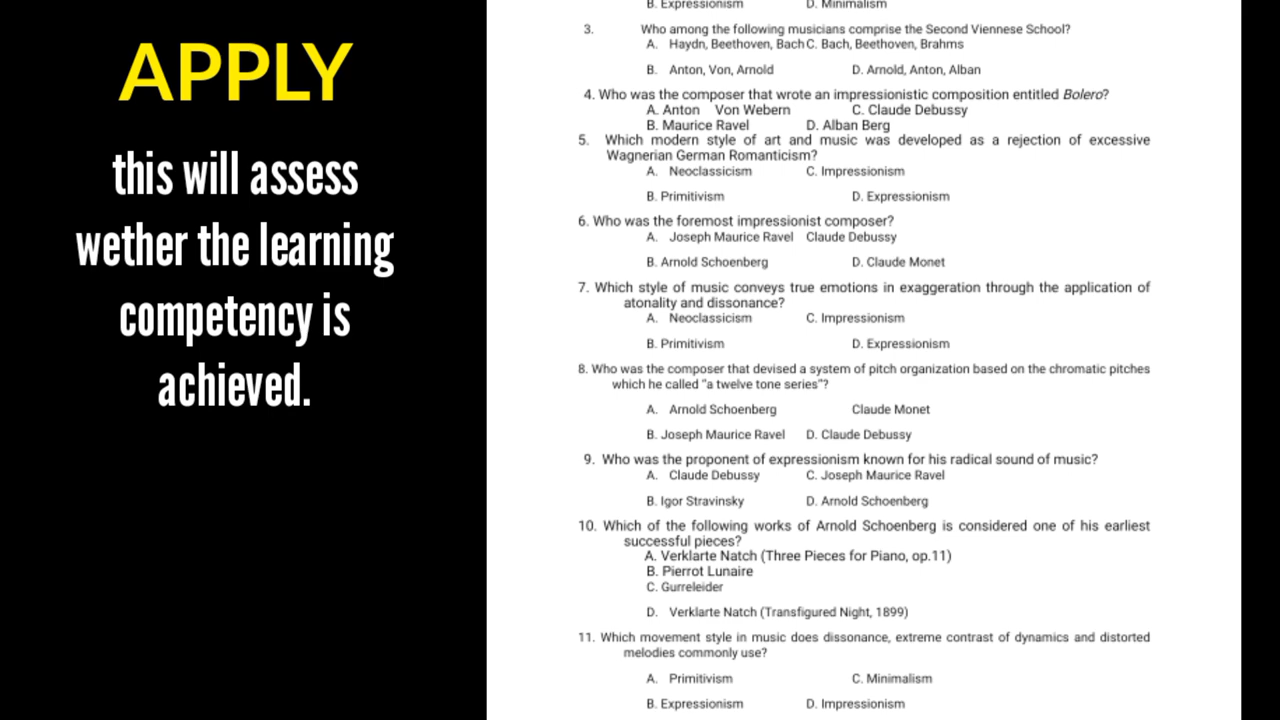 APPLY
this will assess
wether the learning
competency is
achieved.
B. Expressionism D. Minimalism
3. Who among the following musicians comprise the Second Viennese School?
A. Haydn, Beethoven, Bach C. Bach, Beethoven, Brahms
B. Anton, Von, Arnold D. Arnold, Anton, Alban
4. Who was the composer that wrote an impressionistic composition entitled Bolero?
A. Anton Von Webern C. Claude Debussy
B. Maurice Ravel D. Alban Berg
5. Which modern style of art and music was developed as a rejection of excessive
Wagnerian German Romanticism?
A. Neoclassicism C. Impressionism
B. Primitivism D. Expressionism
6. Who was the foremost impressionist composer?
A. Joseph Maurice Ravel Claude Debussy
B. Arnold Schoenberg D. Claude Monet
7. Which style of music conveys true emotions in exaggeration through the application of
atonality and dissonance?
A. Neoclassicism C. Impressionism
B. Primitivism D. Expressionism
8. Who was the composer that devised a system of pitch organization based on the chromatic pitches
which he called "a twelve tone series"?
A. Arnold Schoenberg Claude Monet
B. Joseph Maurice Ravel D. Claude Debussy
9. Who was the proponent of expressionism known for his radical sound of music?
A. Claude Debussy C. Joseph Maurice Ravel
B. Igor Stravinsky D. Arnold Schoenberg
10. Which of the following works of Arnold Schoenberg is considered one of his earliest
successful pieces?
A. Verklarte Natch (Three Pieces for Piano, op.11)
B. Pierrot Lunaire
C. Gurreleider
D. Verklarte Natch (Transfigured Night, 1899)
11. Which movement style in music does dissonance, extreme contrast of dynamics and distorted
melodies commonly use?
A. Primitivism C. Minimalism
B. Expressionism D. Impressionism